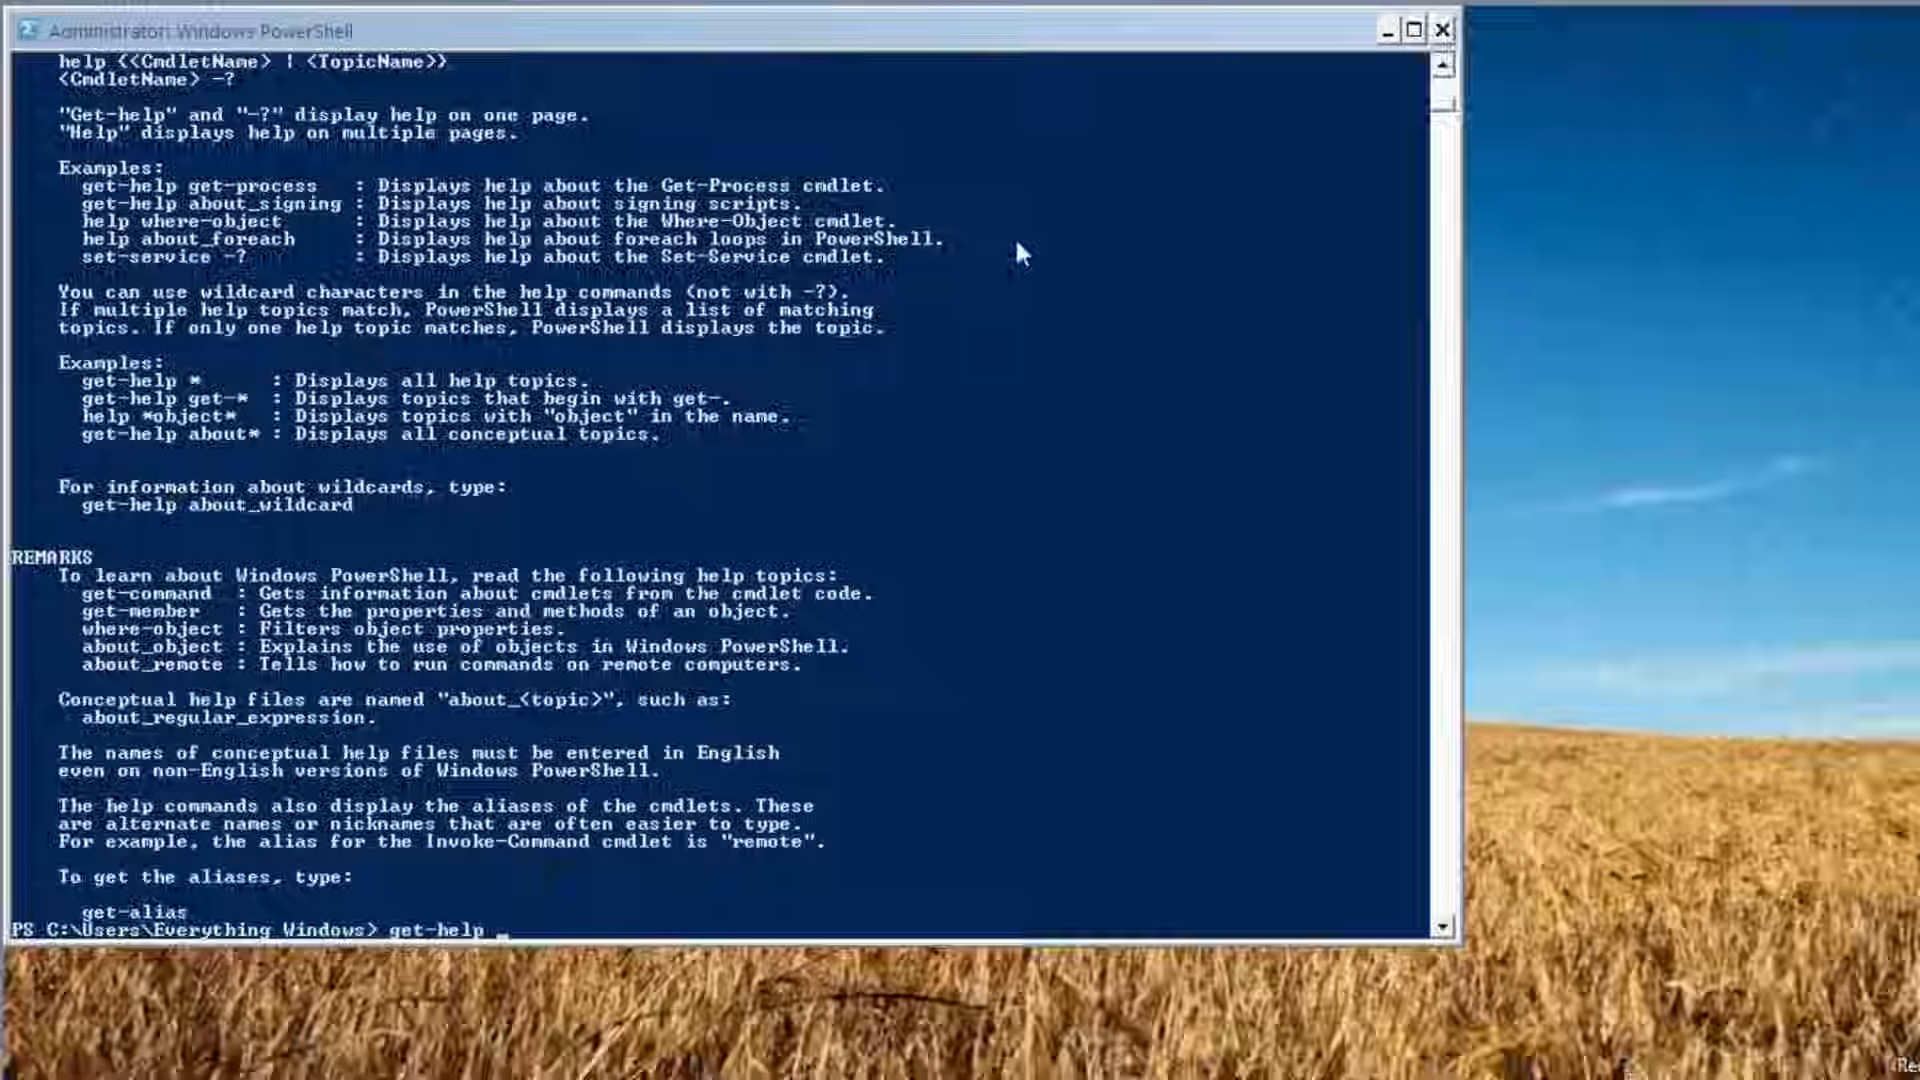 Administrator: Windows PowerShell
help {<CmdletName> | <TopicName>}
<CmdletName> -?
"Get-help" and "-?" display help on one page.
"Help" displays help on multiple pages.
Examples:
get-help get-process : Displays help about the Get-Process cmdlet.
get-help about_signing : Displays help about signing scripts.
help where-object : Displays help about the Where-Object cmdlet.
help about_foreach : Displays help about foreach loops in PowerShell.
set-service -? : Displays help about the Set-Service cmdlet.
You can use wildcard characters in the help commands (not with -?).
If multiple help topics match, PowerShell displays a list of matching
topics. If only one help topic matches, PowerShell displays the topic.
Examples:
get-help * : Displays all help topics.
get-help get-* : Displays topics that begin with get-.
help *object* : Displays topics with "object" in the name.
get-help about* : Displays all conceptual topics.
For information about wildcards, type:
get-help about_wildcard
REMARKS
To learn about Windows PowerShell, read the following help topics:
get-command : Gets information about cmdlets from the cmdlet code.
get-member : Gets the properties and methods of an object.
where-object : Filters object properties.
about_object : Explains the use of objects in Windows PowerShell.
about_remote : Tells how to run commands on remote computers.
Conceptual help files are named "about_<topic>", such as:
about_regular_expression.
The names of conceptual help files must be entered in English
even on non-English versions of Windows PowerShell.
The help commands also display the aliases of the cmdlets. These
are alternate names or nicknames that are often easier to type.
For example, the alias for the Invoke-Command cmdlet is "remote".
To get the aliases, type:
get-alias
PS C:\Users\Everything Windows> get-help _